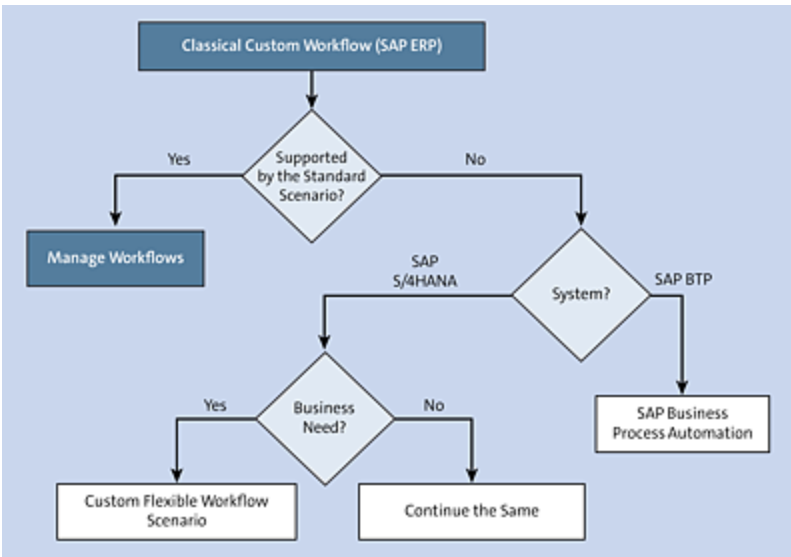 Classical Custom Workflow (SAP ERP)
Supported
by the Standard
Scenario?
Yes
No
Manage Workflows
SAP
S/4HANA
System?
SAP BTP
Yes
Business
Need?
No
SAP Business
Process Automation
Custom Flexible Workflow
Scenario
Continue the Same